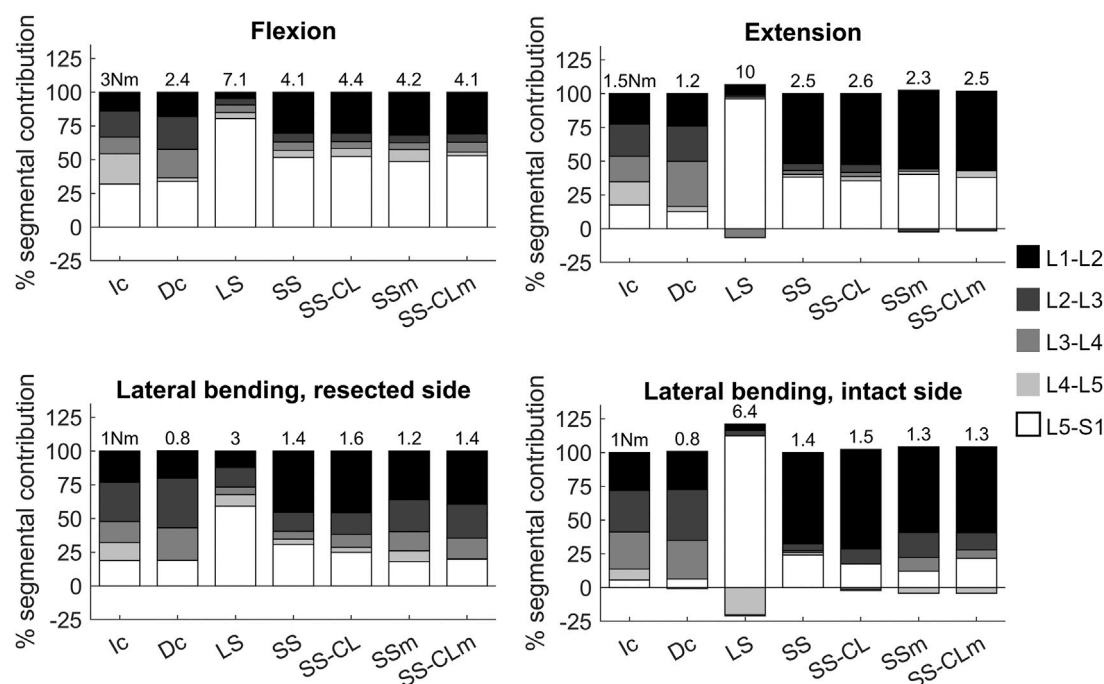 Flexion
% segmental contribution
125
100
75
50
25
0
-25
3Nm 2.4 7.1 4.1 4.4 4.2 4.1
Ic Dc LS SS SS-CL SSm SS-CLm
Extension
% segmental contribution
125
100
75
50
25
0
-25
1.5Nm 1.2 10 2.5 2.6 2.3 2.5
Ic Dc LS SS SS-CL SSm SS-CLm
L1-L2
L2-L3
L3-L4
L4-L5
L5-S1
Lateral bending, resected side
% segmental contribution
125
100
75
50
25
0
-25
1Nm 0.8 3 1.4 1.6 1.2 1.4
Ic Dc LS SS SS-CL SSm SS-CLm
Lateral bending, intact side
% segmental contribution
125
100
75
50
25
0
-25
1Nm 0.8 6.4 1.4 1.5 1.3 1.3
Ic Dc LS SS SS-CL SSm SS-CLm